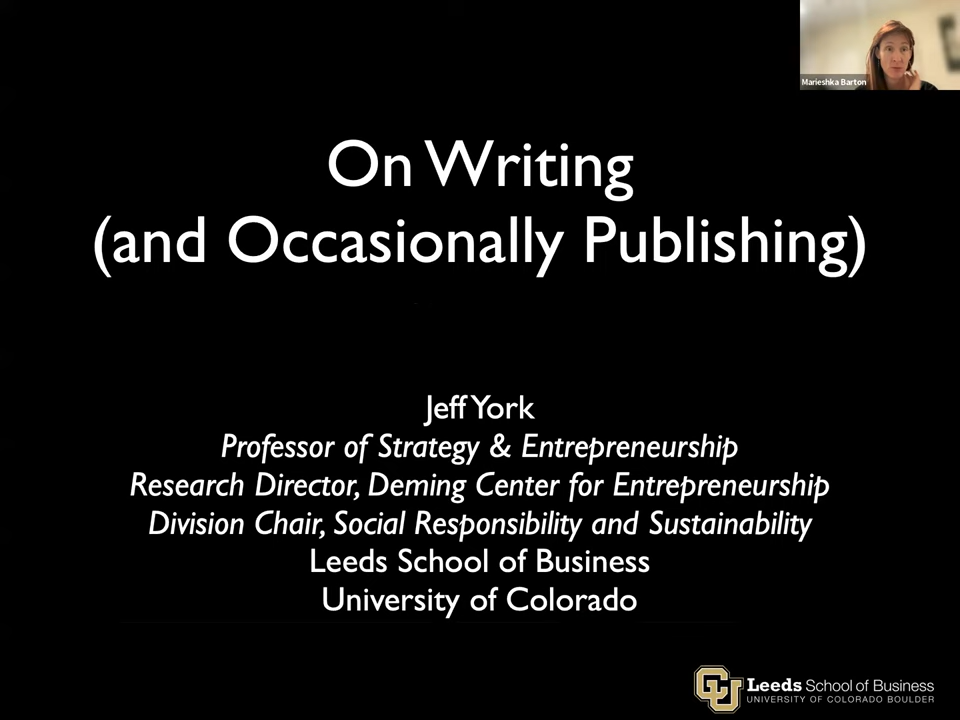 Marieshka Barton
On Writing
(and Occasionally Publishing)
Jeff York
Professor of Strategy & Entrepreneurship
Research Director, Deming Center for Entrepreneurship
Division Chair, Social Responsibility and Sustainability
Leeds School of Business
University of Colorado
CU
Leeds School of Business
UNIVERSITY OF COLORADO BOULDER